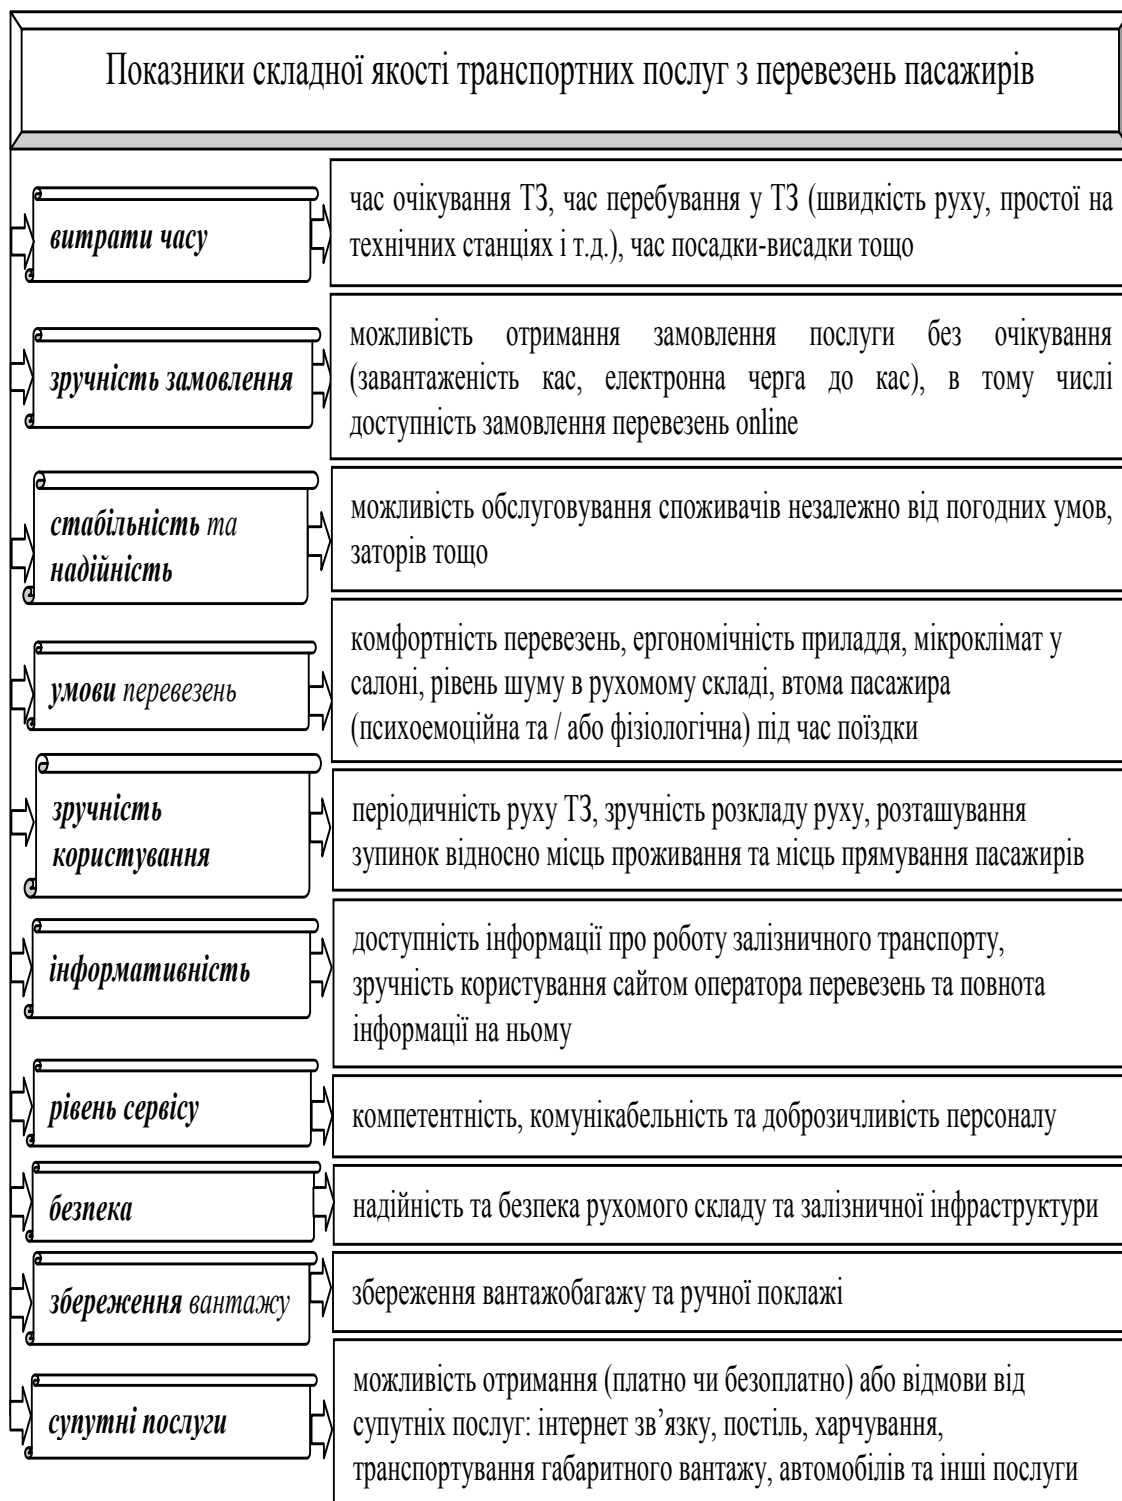 Показники складної якості транспортних послуг з перевезень пасажирів
витрати часу
час очікування ТЗ, час перебування у ТЗ (швидкість руху, простої на
технічних станціях і т.д.), час посадки-висадки тощо
зручність замовлення
можливість отримання замовлення послуги без очікування
(завантаженість кас, електронна черга до кас), в тому числі
доступність замовлення перевезень online
стабільність та
надійність
можливість обслуговування споживачів незалежно від погодних умов,
заторів тощо
умови перевезень
комфортність перевезень, ергономічність приладдя, мікроклімат у
салоні, рівень шуму в рухомому складі, втома пасажира
(психоемоційна та / або фізіологічна) під час поїздки
зручність
користування
періодичність руху ТЗ, зручність розкладу руху, розташування
зупинок відносно місць проживання та місць прямування пасажирів
інформативність
доступність інформації про роботу залізничного транспорту,
зручність користування сайтом оператора перевезень та повнота
інформації на ньому
рівень сервісу
компетентність, комунікабельність та доброзичливість персоналу
безпека
надійність та безпека рухомого складу та залізничної інфраструктури
збереження вантажу
збереження вантажобагажу та ручної поклажі
супутні послуги
можливість отримання (платно чи безоплатно) або відмови від
супутніх послуг: інтернет зв’язку, постіль, харчування,
транспортування габаритного вантажу, автомобілів та інші послуги